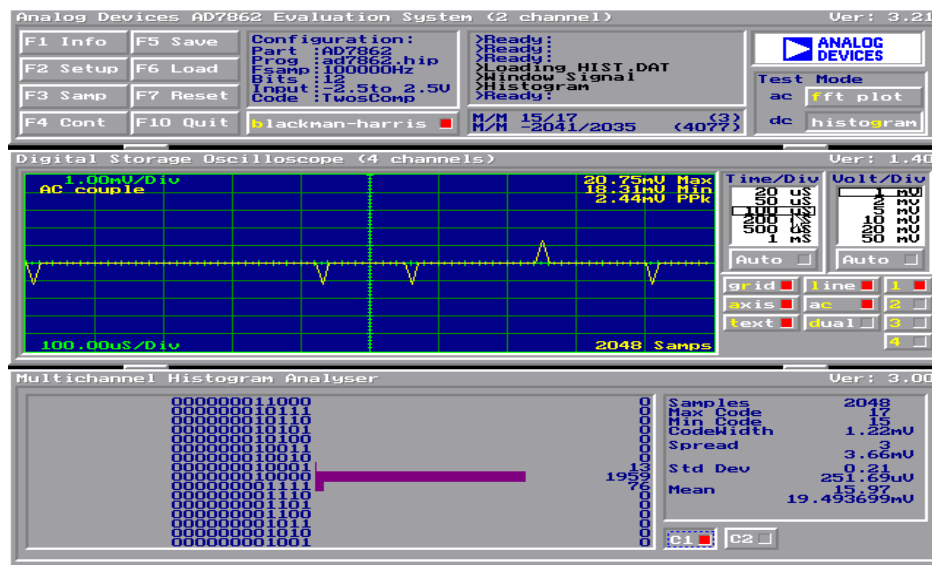 Analog Devices AD7862 Evaluation System (2 channel) Ver: 3.21
F1 Info F5 Save
F2 Setup F6 Load
F3 Samp F7 Reset
F4 Cont F10 Quit
Configuration:
Part :AD7862
Prog :ad7862.hip
Fsamp:100000Hz
Bits :12
Input:-2.5to 2.5V
Code :TwosComp
blackman-harris
>Ready:
>Ready:
>Ready:
>Loading HIST.DAT
>Window Signal
>Histogram
>Ready:
M/M 15/17 (3)
M/M -2041/2035 (4077)
ANALOG
DEVICES
Test Mode
ac fft plot
dc histogram
Digital Storage Oscilloscope (4 channels) Ver: 1.40
1.00mV/Div
AC couple
20.75mV Max
18.31mV Min
2.44mV PPk
100.00uS/Div 2048 Samps
Time/Div
20 uS
50 uS
100 uS
200 uS
500 uS
1 mS
Auto
Volt/Div
1 mV
2 mV
5 mV
10 mV
20 mV
50 mV
Auto
grid line 1
axis ac 2
text dual 3
4
Multichannel Histogram Analyser Ver: 3.00
000000011000 0
000000010111 0
000000010110 0
000000010101 0
000000010100 0
000000010011 0
000000010010 0
000000010001 13
000000010000 1959
000000001111 76
000000001110 0
000000001101 0
000000001100 0
000000001011 0
000000001010 0
000000001001 0
Samples 2048
Max Code 17
Min Code 15
CodeWidth 1.22mV
Spread 3
3.66mV
Std Dev 0.21
251.69uV
Mean 15.97
19.493699mV
C1 C2